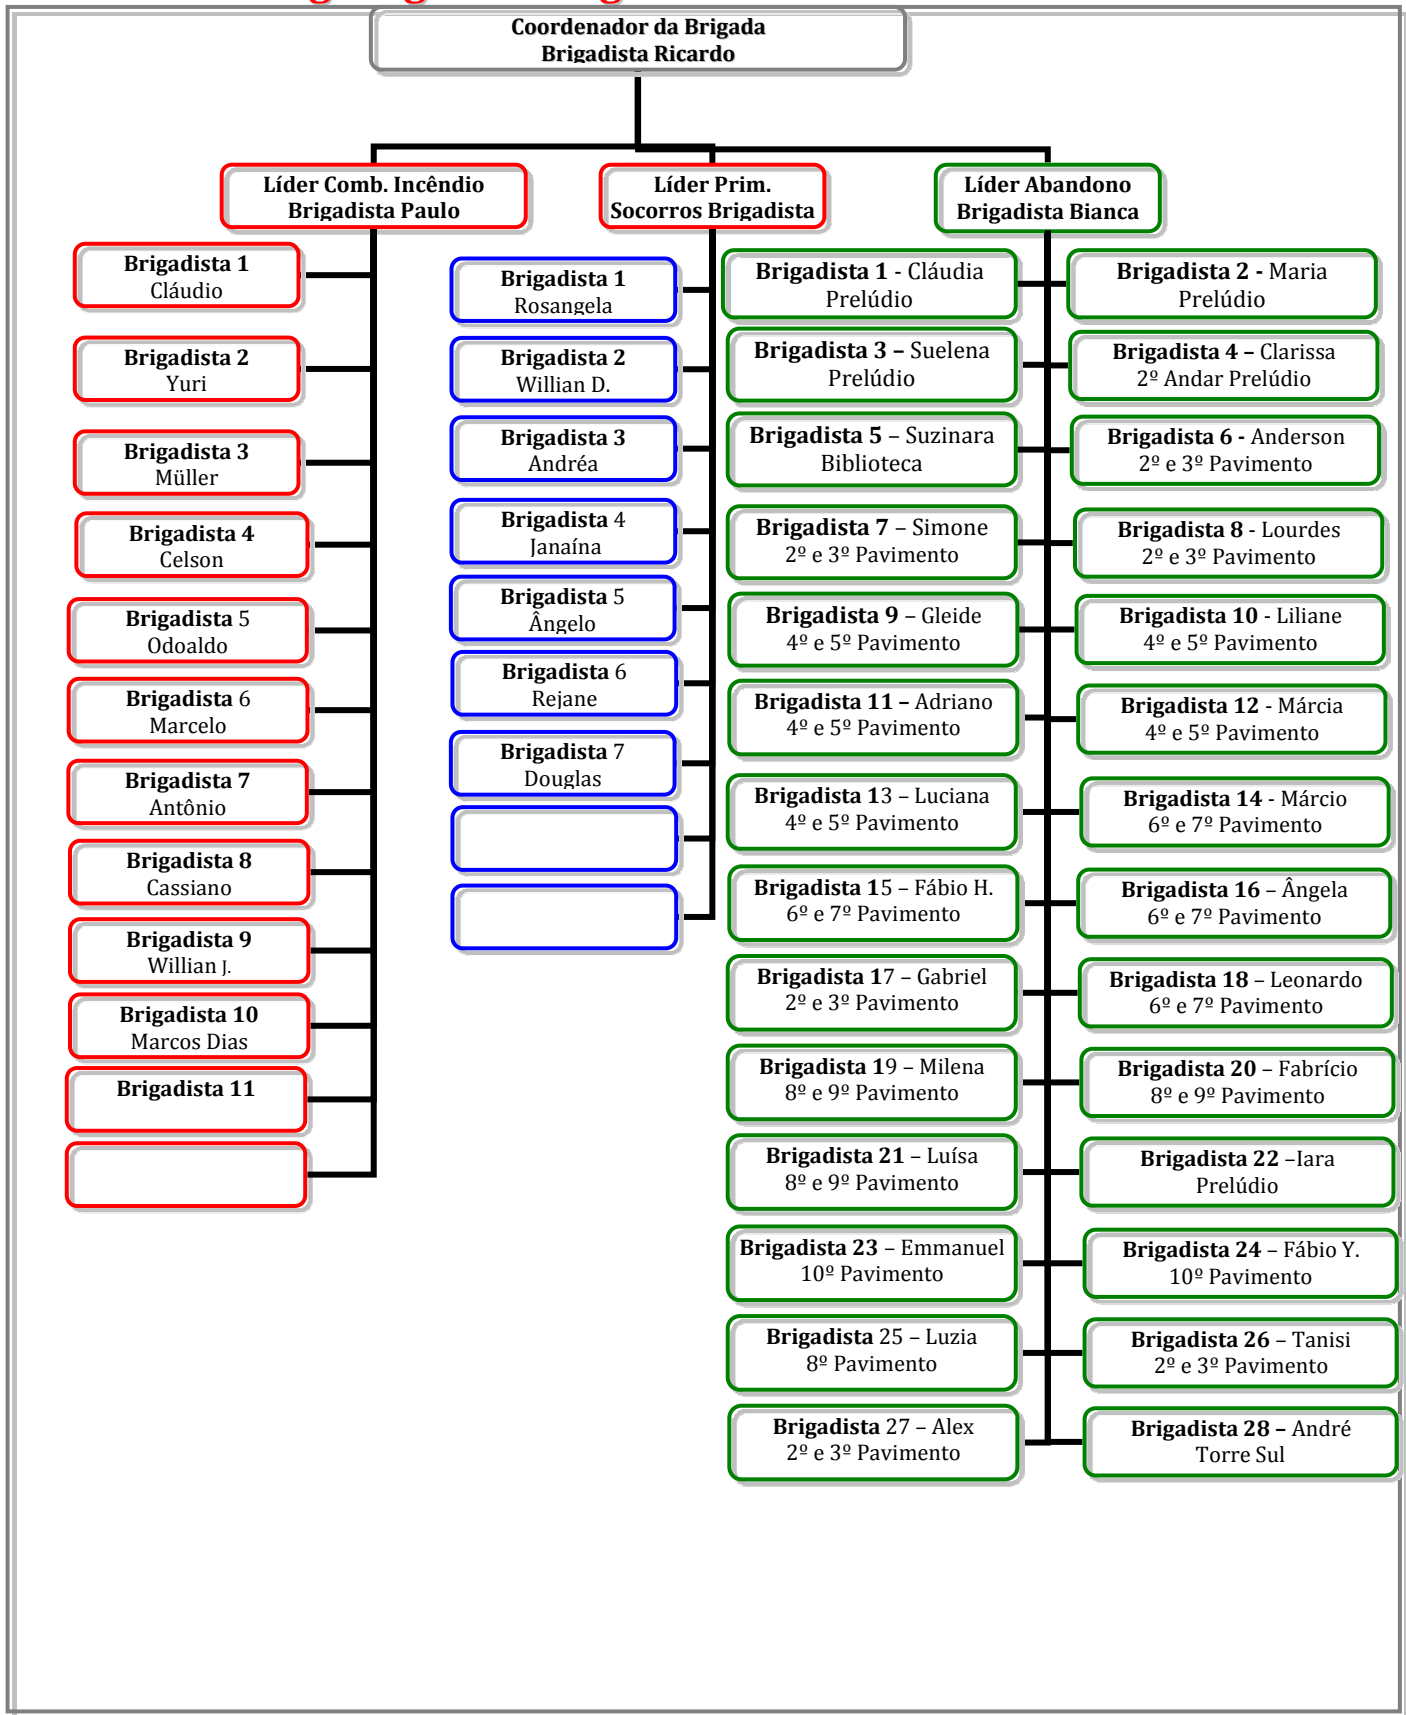 Coordenador da Brigada
Brigadista Ricardo
Líder Comb. Incêndio
Brigadista Paulo
Líder Prim.
Socorros Brigadista
Líder Abandono
Brigadista Bianca
Brigadista 1
Cláudio
Brigadista 2
Yuri
Brigadista 3
Müller
Brigadista 4
Celson
Brigadista 5
Odoaldo
Brigadista 6
Marcelo
Brigadista 7
Antônio
Brigadista 8
Cassiano
Brigadista 9
Willian J.
Brigadista 10
Marcos Dias
Brigadista 11
Brigadista 1
Rosangela
Brigadista 2
Willian D.
Brigadista 3
Andréa
Brigadista 4
Janaína
Brigadista 5
Ângelo
Brigadista 6
Rejane
Brigadista 7
Douglas
Brigadista 1 - Cláudia
Prelúdio
Brigadista 2 - Maria
Prelúdio
Brigadista 3 – Suelena
Prelúdio
Brigadista 4 – Clarissa
2º Andar Prelúdio
Brigadista 5 – Suzinara
Biblioteca
Brigadista 6 - Anderson
2º e 3º Pavimento
Brigadista 7 – Simone
2º e 3º Pavimento
Brigadista 8 - Lourdes
2º e 3º Pavimento
Brigadista 9 – Gleide
4º e 5º Pavimento
Brigadista 10 - Liliane
4º e 5º Pavimento
Brigadista 11 – Adriano
4º e 5º Pavimento
Brigadista 12 - Márcia
4º e 5º Pavimento
Brigadista 13 – Luciana
4º e 5º Pavimento
Brigadista 14 - Márcio
6º e 7º Pavimento
Brigadista 15 – Fábio H.
6º e 7º Pavimento
Brigadista 16 – Ângela
6º e 7º Pavimento
Brigadista 17 – Gabriel
2º e 3º Pavimento
Brigadista 18 – Leonardo
6º e 7º Pavimento
Brigadista 19 – Milena
8º e 9º Pavimento
Brigadista 20 – Fabrício
8º e 9º Pavimento
Brigadista 21 – Luísa
8º e 9º Pavimento
Brigadista 22 –Iara
Prelúdio
Brigadista 23 – Emmanuel
10º Pavimento
Brigadista 24 – Fábio Y.
10º Pavimento
Brigadista 25 – Luzia
8º Pavimento
Brigadista 26 – Tanisi
2º e 3º Pavimento
Brigadista 27 – Alex
2º e 3º Pavimento
Brigadista 28 – André
Torre Sul